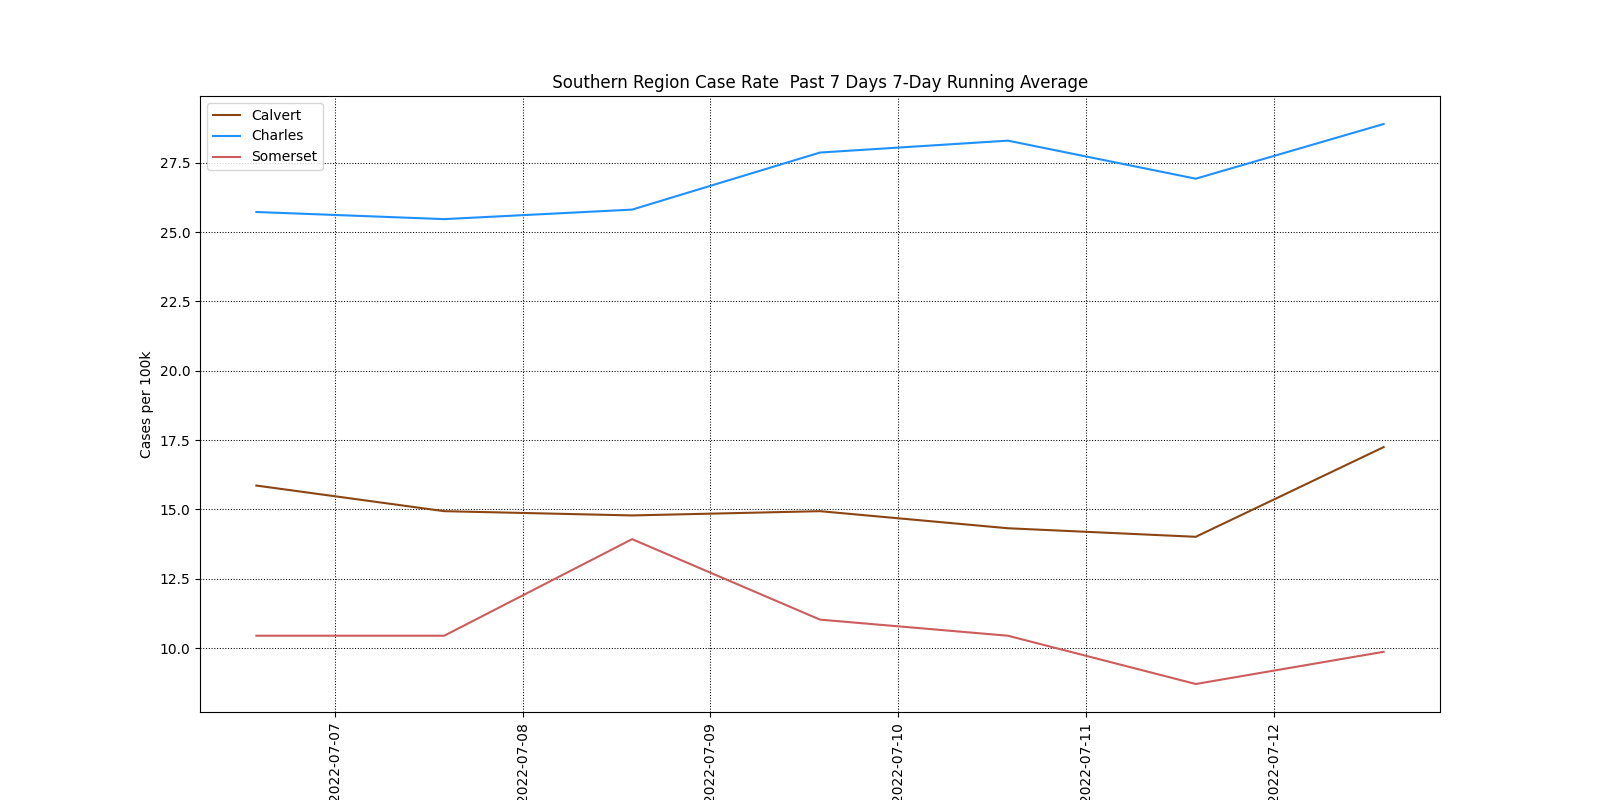 Southern Region Case Rate  Past 7 Days 7-Day Running Average
Calvert
Charles
Somerset
27.5
25.0
22.5
20.0
17.5
15.0
12.5
10.0
Cases per 100k
2022-07-07
2022-07-08
2022-07-09
2022-07-10
2022-07-11
2022-07-12